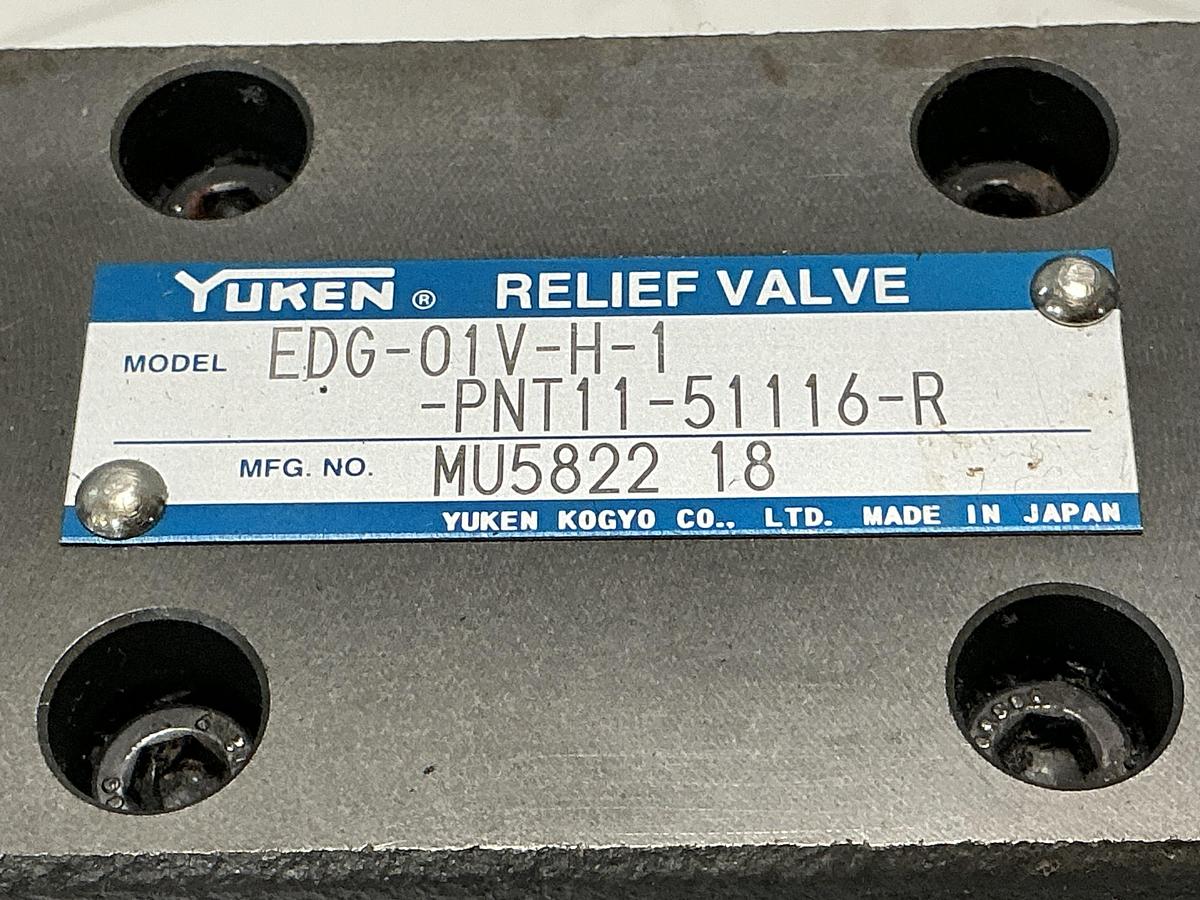 YUKEN ® RELIEF VALVE
MODEL EDG-01V-H-1
-PNT11-51116-R
MFG. NO. MU5822 18
YUKEN KOGYO CO., LTD. MADE IN JAPAN